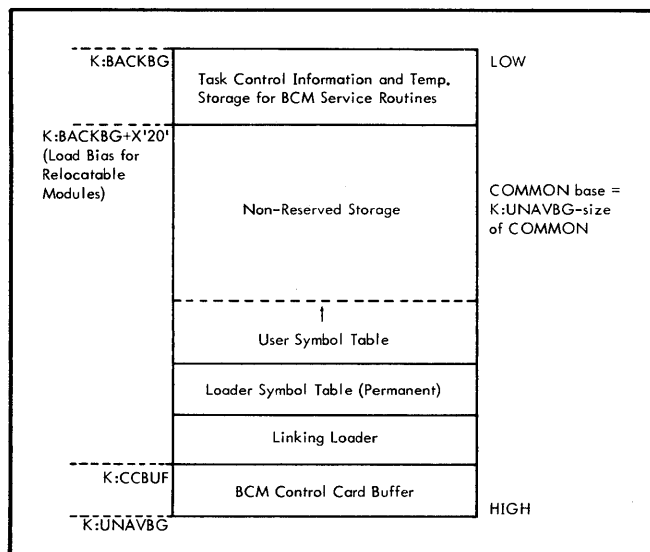 K:BACKBG
LOW
Task Control Information and Temp.
Storage for BCM Service Routines
K:BACKBG+X'20'
(Load Bias for
Relocatable
Modules)
COMMON base =
K:UNAVBG-size
of COMMON
Non-Reserved Storage
User Symbol Table
Loader Symbol Table (Permanent)
Linking Loader
K:CCBUF
BCM Control Card Buffer
HIGH
K:UNAVBG